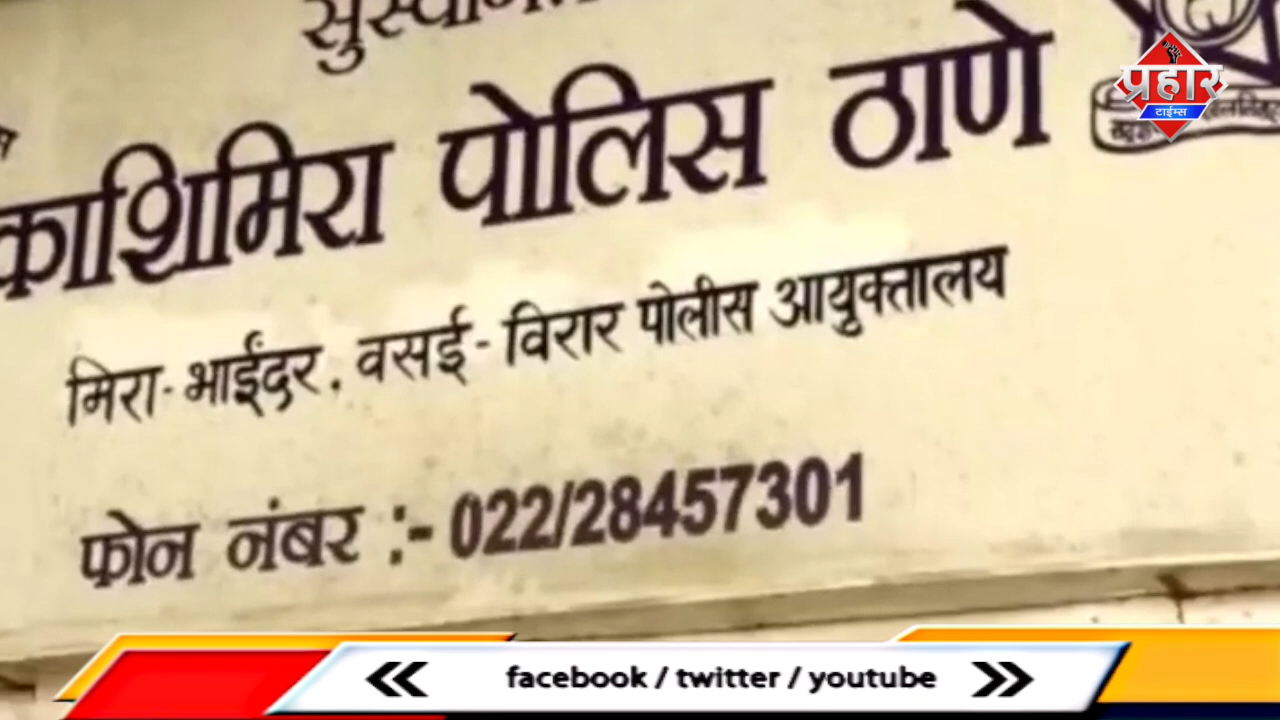 काशिमिरा पोलिस ठाणे
मिरा-भाईंदर, वसई-विरार पोलीस आयुक्तालय
फोन नंबर :- 022/28457301
प्रहार
टाईम्स
facebook / twitter / youtube